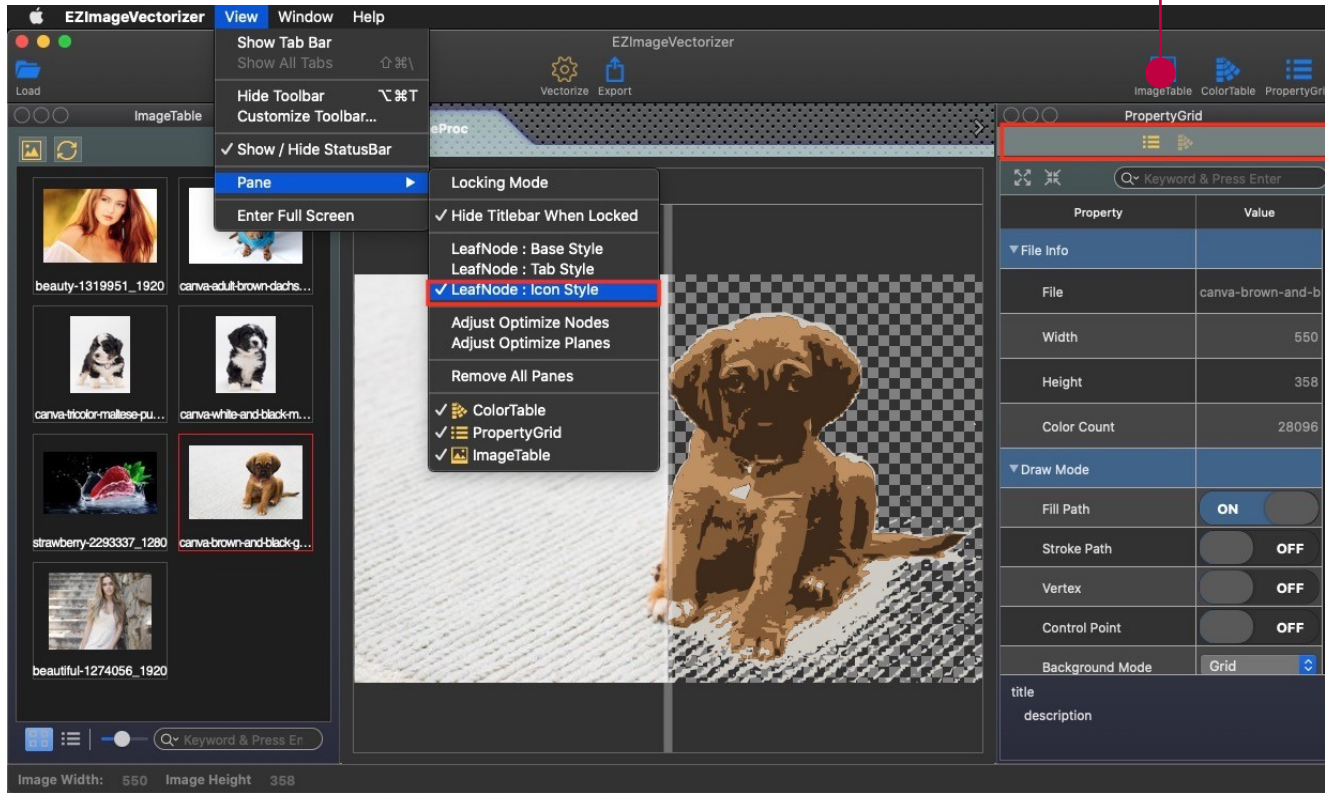 EZImageVectorizer View Window Help
EZImageVectorizer
Load
Vectorize Export
ImageTable ColorTable PropertyGri
Show Tab Bar
Show All Tabs ⇧⌘\
Hide Toolbar ⌥⌘T
Customize Toolbar...
✓ Show / Hide StatusBar
Pane ▶
Enter Full Screen
Locking Mode
✓ Hide Titlebar When Locked
LeafNode : Base Style
LeafNode : Tab Style
✓ LeafNode : Icon Style
Adjust Optimize Nodes
Adjust Optimize Planes
Remove All Panes
✓ ColorTable
✓ PropertyGrid
✓ ImageTable
ImageTable
beauty-1319951_1920 canva-adult-brown-dachs...
canva-tricolor-maltese-pu... canva-white-and-black-m...
strawberry-2293337_1280 canva-brown-and-black-g...
beautiful-1274056_1920
Keyword & Press En
eProc
PropertyGrid
Keyword & Press Enter
Property Value
File Info
File canva-brown-and-b
Width 550
Height 358
Color Count 28096
Draw Mode
Fill Path ON
Stroke Path OFF
Vertex OFF
Control Point OFF
Background Mode Grid
title
description
Image Width: 550 Image Height 358